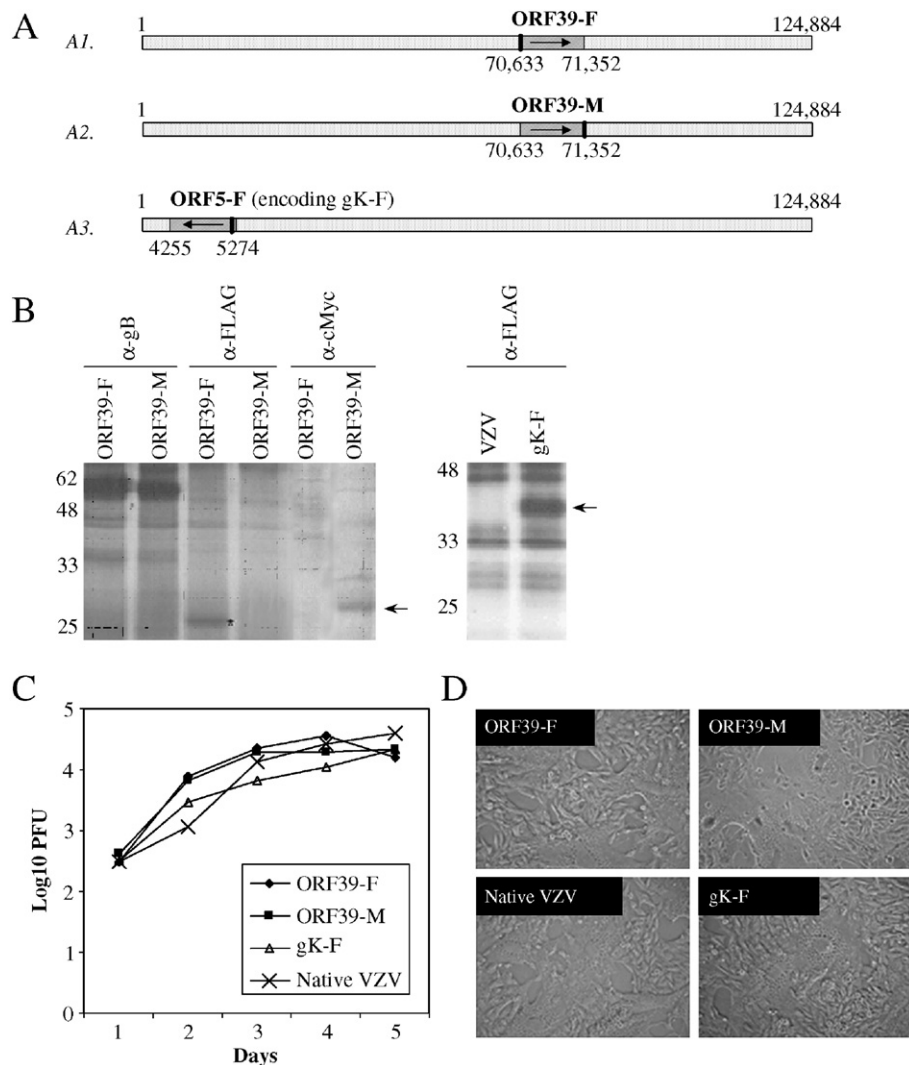 A
A1.
1
ORF39-F
124,884
70,633
71,352
A2.
1
ORF39-M
124,884
70,633
71,352
A3.
1
ORF5-F (encoding gK-F)
124,884
4255
5274
B
α-gB
α-FLAG
α-cMyc
ORF39-F
ORF39-M
ORF39-F
ORF39-M
ORF39-F
ORF39-M
62
48
33
25
*
α-FLAG
VZV
gK-F
48
33
25
C
5
4
3
2
1
0
Log10 PFU
1 2 3 4 5
Days
ORF39-F
ORF39-M
gK-F
Native VZV
D
ORF39-F
ORF39-M
Native VZV
gK-F